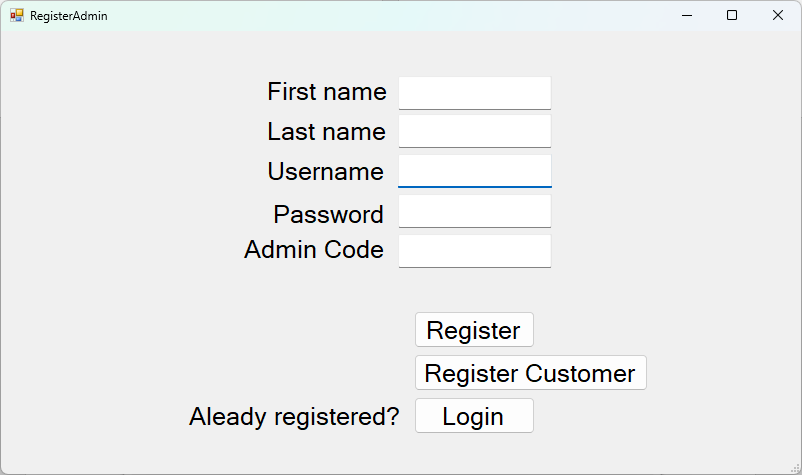 RegisterAdmin
First name
Last name
Username
Password
Admin Code
Register
Register Customer
Aleady registered? Login